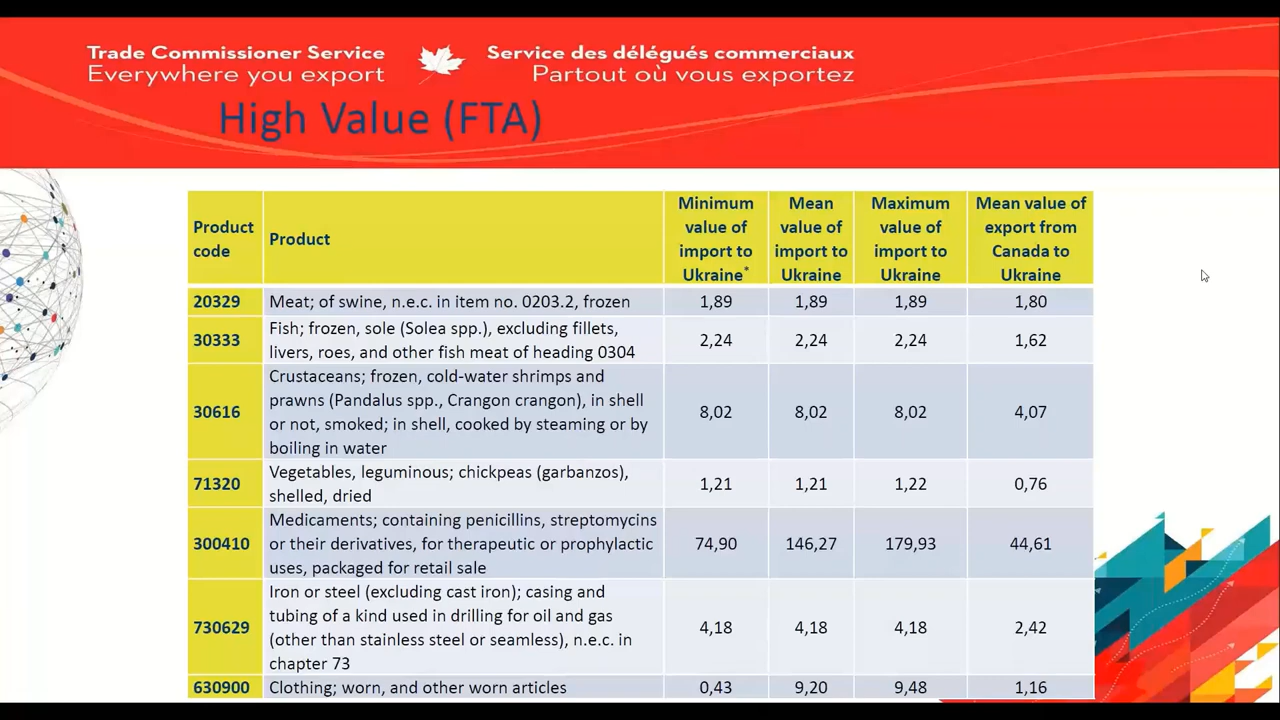 Trade Commissioner Service
Everywhere you export
Service des délégués commerciaux
Partout où vous exportez
High Value (FTA)
Product code
Product
Minimum value of import to Ukraine*
Mean value of import to Ukraine
Maximum value of import to Ukraine
Mean value of export from Canada to Ukraine
20329 Meat; of swine, n.e.c. in item no. 0203.2, frozen 1,89 1,89 1,89 1,80
30333 Fish; frozen, sole (Solea spp.), excluding fillets,
livers, roes, and other fish meat of heading 0304 2,24 2,24 2,24 1,62
30616 Crustaceans; frozen, cold-water shrimps and
prawns (Pandalus spp., Crangon crangon), in shell
or not, smoked; in shell, cooked by steaming or by
boiling in water 8,02 8,02 8,02 4,07
71320 Vegetables, leguminous; chickpeas (garbanzos),
shelled, dried 1,21 1,21 1,22 0,76
300410 Medicaments; containing penicillins, streptomycins
or their derivatives, for therapeutic or prophylactic
uses, packaged for retail sale 74,90 146,27 179,93 44,61
730629 Iron or steel (excluding cast iron); casing and
tubing of a kind used in drilling for oil and gas
(other than stainless steel or seamless), n.e.c. in
chapter 73 4,18 4,18 4,18 2,42
630900 Clothing; worn, and other worn articles 0,43 9,20 9,48 1,16